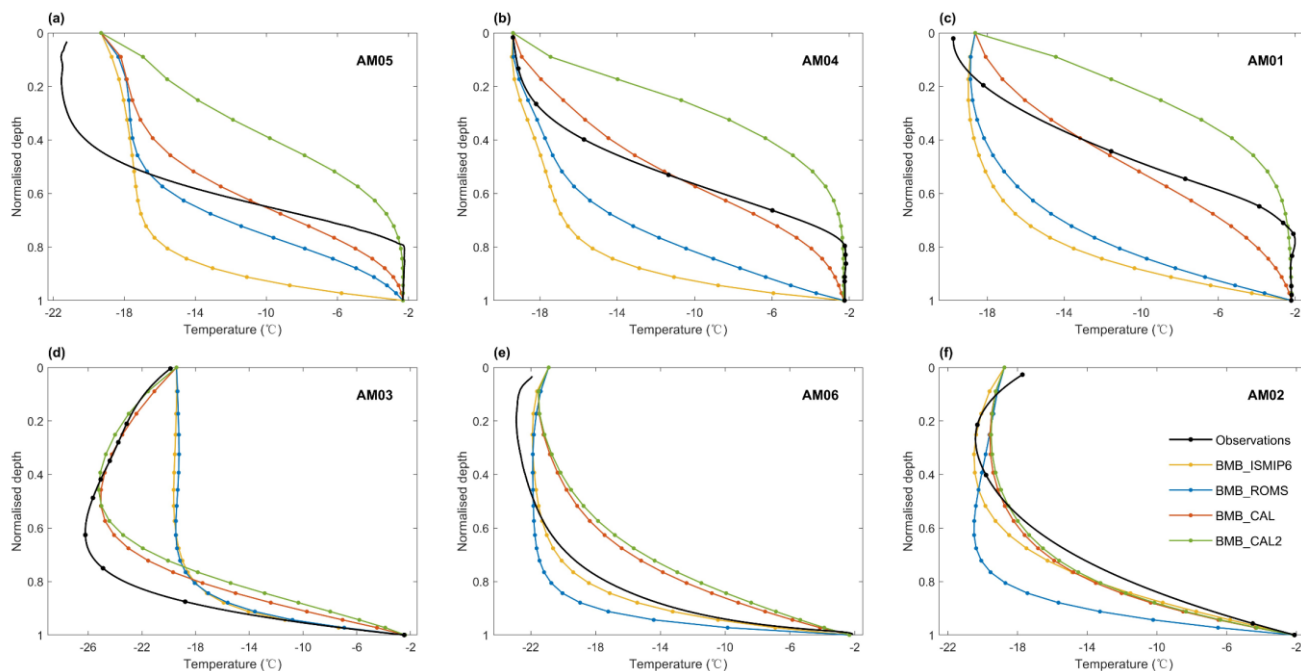 (a)
AM05
0
0.2
0.4
0.6
0.8
1
Normalised depth
-22 -18 -14 -10 -6 -2
Temperature (℃)
(b)
AM04
0
0.2
0.4
0.6
0.8
1
Normalised depth
-18 -14 -10 -6 -2
Temperature (℃)
(c)
AM01
0
0.2
0.4
0.6
0.8
1
Normalised depth
-18 -14 -10 -6 -2
Temperature (℃)
(d)
AM03
0
0.2
0.4
0.6
0.8
1
Normalised depth
-26 -22 -18 -14 -10 -6 -2
Temperature (℃)
(e)
AM06
0
0.2
0.4
0.6
0.8
1
Normalised depth
-22 -18 -14 -10 -6 -2
Temperature (℃)
(f)
AM02
0
0.2
0.4
0.6
0.8
1
Normalised depth
-22 -18 -14 -10 -6 -2
Temperature (℃)
Observations
BMB_ISMIP6
BMB_ROMS
BMB_CAL
BMB_CAL2